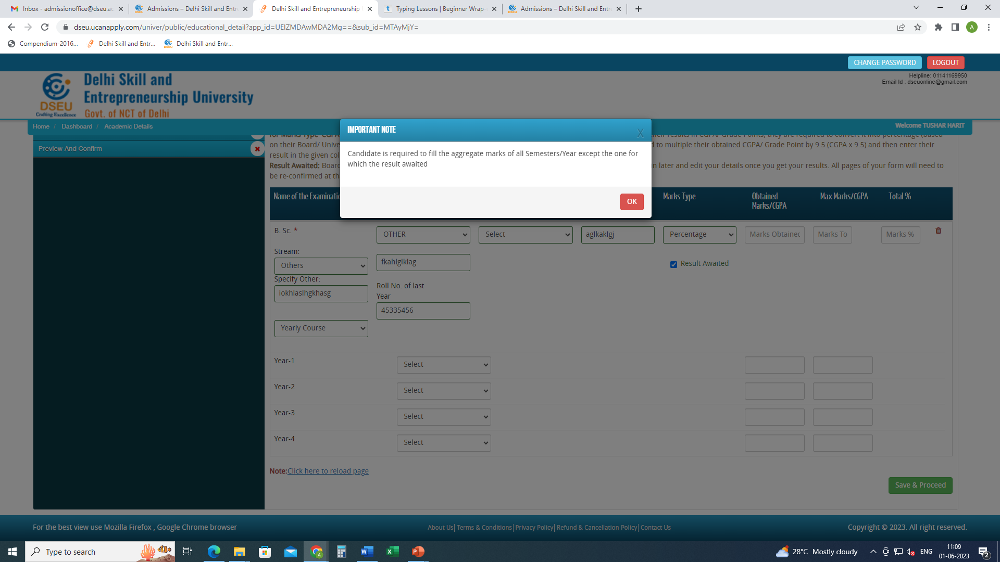 Inbox - admissionoffice@dseu.ac
Admissions – Delhi Skill and Entr
Delhi Skill and Entrepreneurship
Typing Lessons | Beginner Wrap-
Admissions – Delhi Skill and Entr
dseu.ucanapply.com/univer/public/educational_detail?app_id=UElZMDAwMDA2Mg==&sub_id=MTAyMjY=
A
Compendium-2016...
Delhi Skill and Entr...
Delhi Skill and Entr...
CHANGE PASSWORD
LOGOUT
Helpline: 01141169950
Email Id : dseuonline@gmail.com
DSEU
Crafting Excellence
Delhi Skill and
Entrepreneurship University
Govt. of NCT of Delhi
Home / Dashboard / Academic Details
Welcome TUSHAR HARIT
Preview And Confirm
IMPORTANT NOTE
X
Candidate is required to fill the aggregate marks of all Semesters/Year except the one for
which the result awaited
OK
for Marks Type 'CGPA
heir results in CGPA/ Grade Points, they are required to convert it into percentage (based
on their Board/ Unive
d to multiple their obtained CGPA/ Grade Point by 9.5 (CGPA x 9.5) and then enter their
result in the given col
Result Awaited: Board
in later and edit your details once you get your results. All pages of your form will need to
be re-confirmed at th
Name of the Examinatio
Marks Type
Obtained
Marks/CGPA
Max Marks/CGPA
Total %
B. Sc. *
OTHER
Select
aglkaklgj
Percentage
Marks Obtained
Marks To
Marks %
Stream:
Others
fkahlglklag
Result Awaited
Specify Other:
iokhlaslhgkhasg
Roll No. of last
Year
45335456
Yearly Course
Year-1
Select
Year-2
Select
Year-3
Select
Year-4
Select
Note:Click here to reload page
Save & Proceed
For the best view use Mozilla Firefox , Google Chrome browser
About Us| Terms & Conditions| Privacy Policy| Refund & Cancellation Policy| Contact Us
Copyright © 2023. All right reserved.
Type to search
28°C Mostly cloudy
ENG
11:09
01-06-2023
2